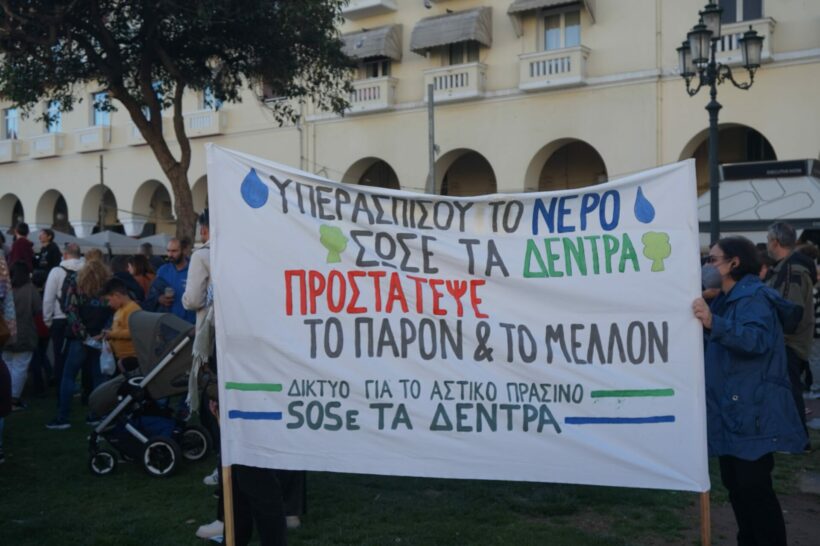 ΥΠΕΡΑΣΠΙΣΟΥ ΤΟ ΝΕΡΟ
ΣΩΣΕ ΤΑ ΔΕΝΤΡΑ
ΠΡΟΣΤΑΤΕΨΕ
ΤΟ ΠΑΡΟΝ & ΤΟ ΜΕΛΛΟΝ
ΔΙΚΤΥΟ ΓΙΑ ΤΟ ΑΣΤΙΚΟ ΠΡΑΣΙΝΟ
SOSε ΤΑ ΔΕΝΤΡΑ